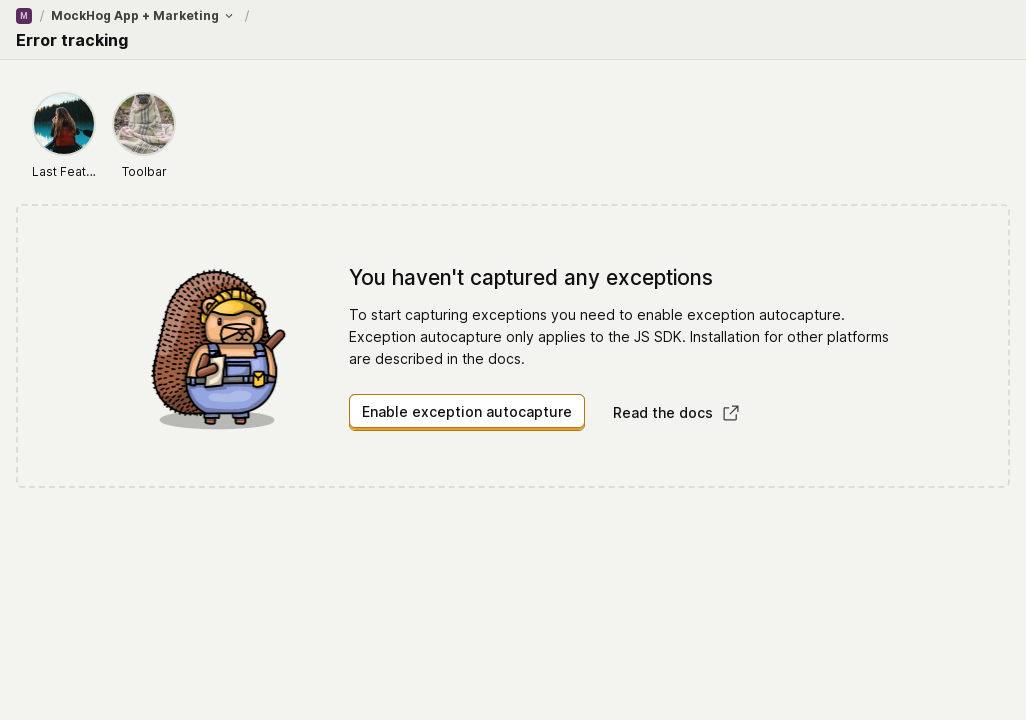 M / MockHog App + Marketing /
Error tracking
Last Feat...
Toolbar
You haven't captured any exceptions
To start capturing exceptions you need to enable exception autocapture.
Exception autocapture only applies to the JS SDK. Installation for other platforms
are described in the docs.
Enable exception autocapture
Read the docs